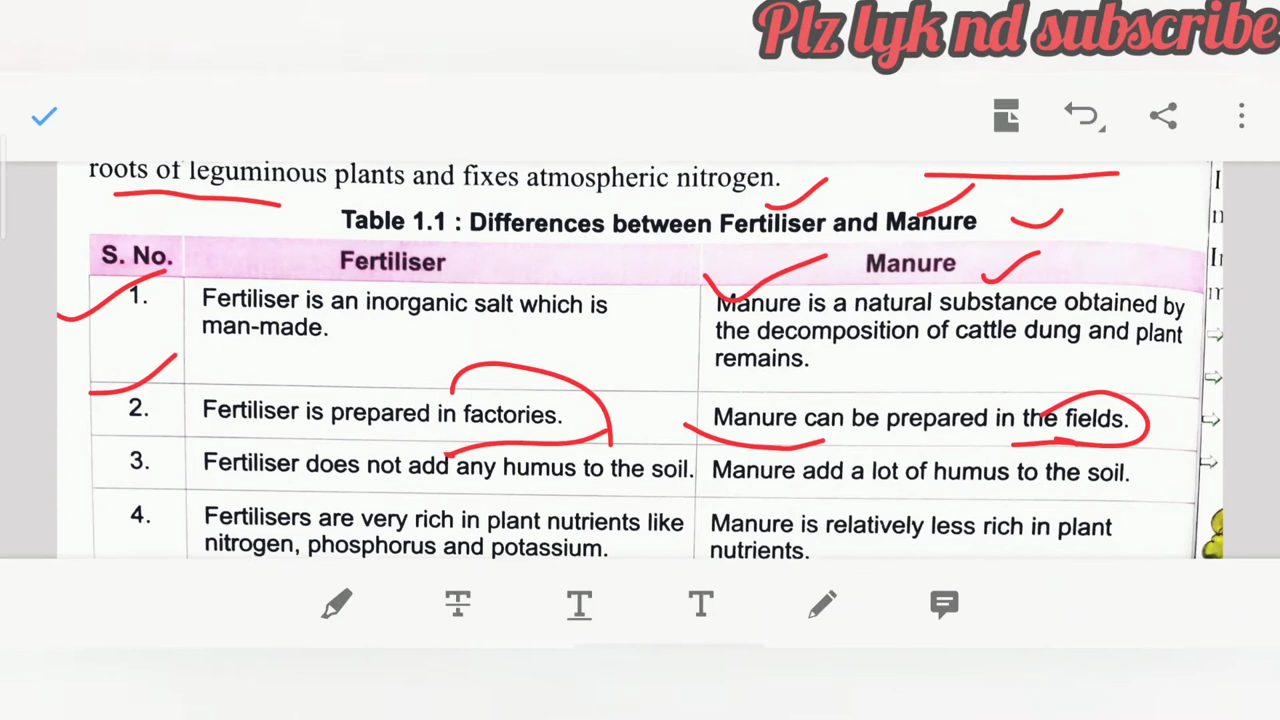 Plz lyk nd subscribe
roots of leguminous plants and fixes atmospheric nitrogen.
Table 1.1 : Differences between Fertiliser and Manure
S. No. Fertiliser Manure
1. Fertiliser is an inorganic salt which is man-made. Manure is a natural substance obtained by the decomposition of cattle dung and plant remains.
2. Fertiliser is prepared in factories. Manure can be prepared in the fields.
3. Fertiliser does not add any humus to the soil. Manure add a lot of humus to the soil.
4. Fertilisers are very rich in plant nutrients like nitrogen, phosphorus and potassium. Manure is relatively less rich in plant nutrients.